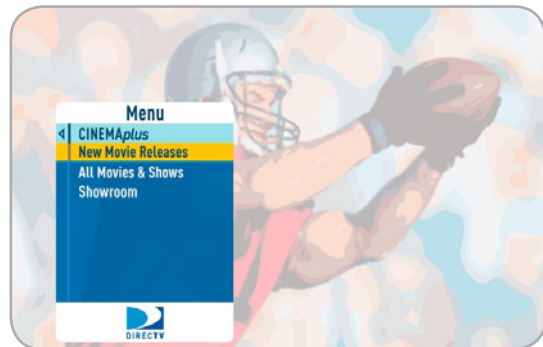 Menu
CINEMAplus
New Movie Releases
All Movies & Shows
Showroom
DIRECTV